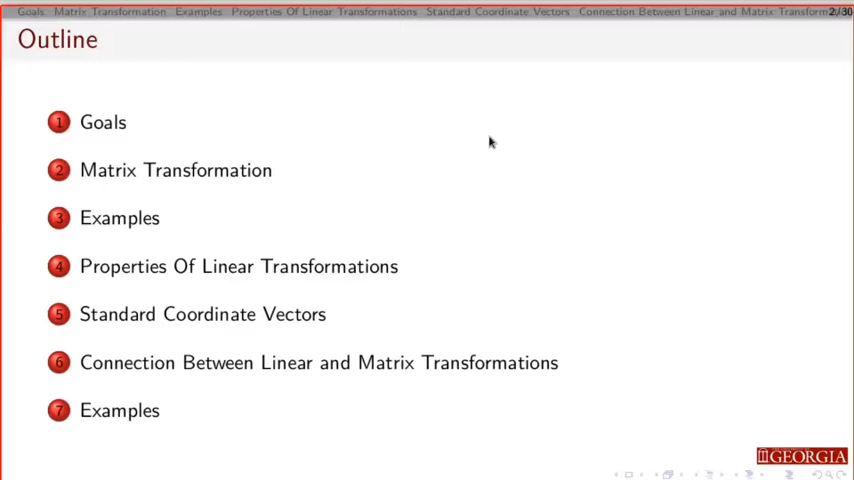 Goals Matrix Transformation Examples Properties Of Linear Transformations Standard Coordinate Vectors Connection Between Linear and Matrix Transform 2/30
Outline
1 Goals
2 Matrix Transformation
3 Examples
4 Properties Of Linear Transformations
5 Standard Coordinate Vectors
6 Connection Between Linear and Matrix Transformations
7 Examples
GEORGIA